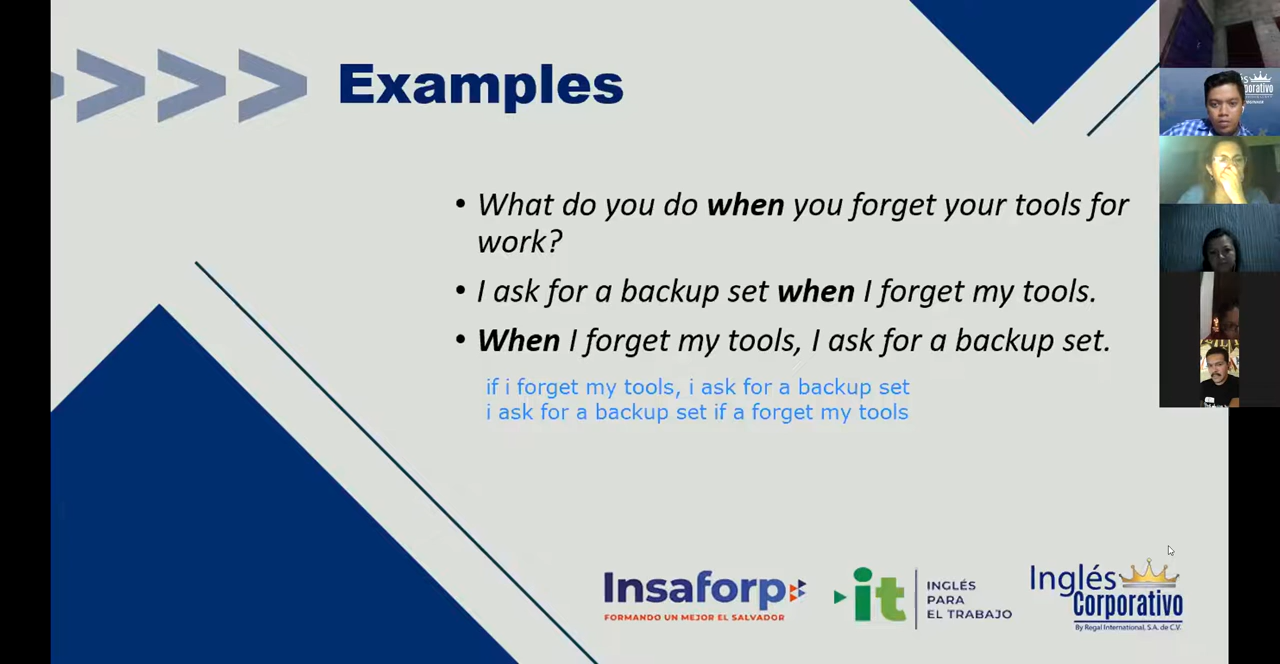 Examples
• What do you do when you forget your tools for
work?
• I ask for a backup set when I forget my tools.
• When I forget my tools, I ask for a backup set.
if i forget my tools, i ask for a backup set
i ask for a backup set if a forget my tools
Insaforp
FORMANDO UN MEJOR EL SALVADOR
it
INGLÉS
PARA
EL TRABAJO
Inglés
Corporativo
By Regal International, S.A. de C.V.